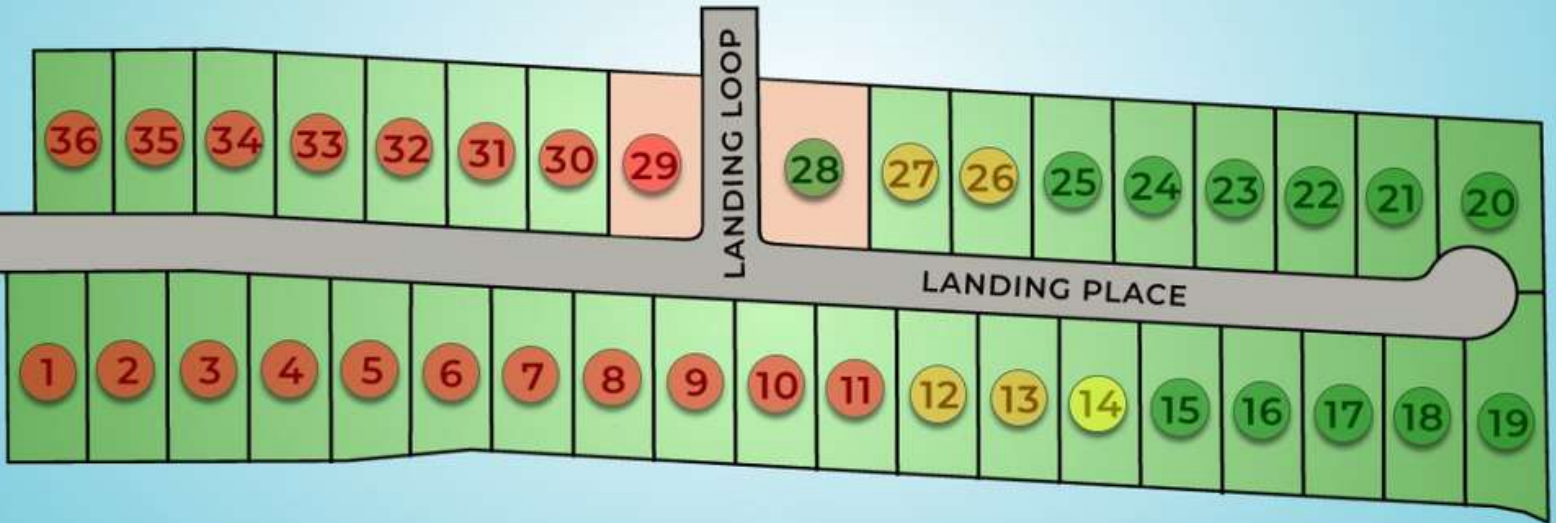 LANDING LOOP
36 35 34 33 32 31 30 29 28 27 26 25 24 23 22 21 20
LANDING PLACE
1 2 3 4 5 6 7 8 9 10 11 12 13 14 15 16 17 18 19